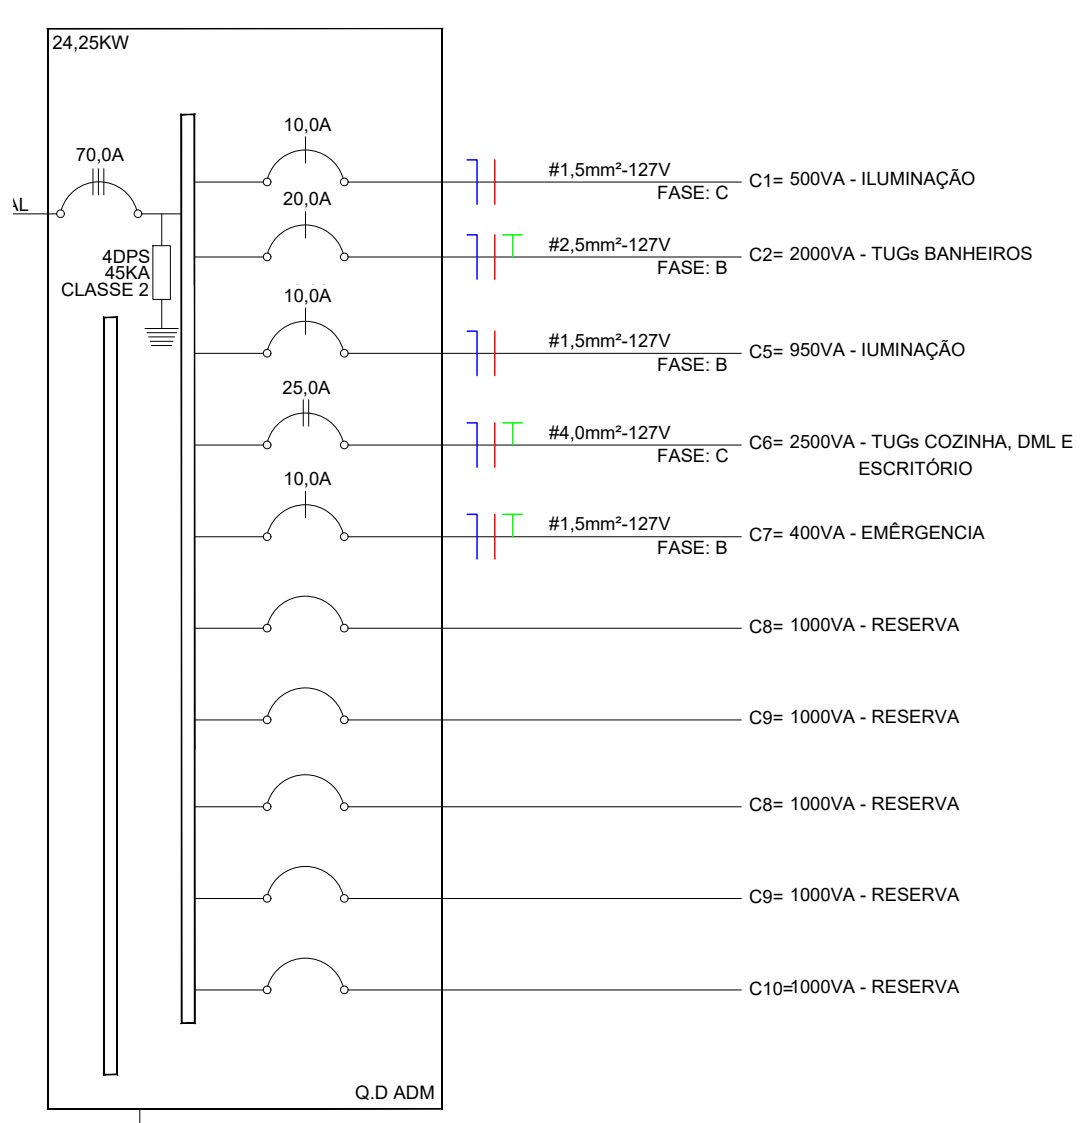 24,25KW
70,0A
AL
4DPS
45KA
CLASSE 2
10,0A
#1,5mm²-127V
FASE: C
C1= 500VA - ILUMINAÇÃO
20,0A
#2,5mm²-127V
FASE: B
C2= 2000VA - TUGs BANHEIROS
10,0A
#1,5mm²-127V
FASE: B
C5= 950VA - IUMINAÇÃO
25,0A
#4,0mm²-127V
FASE: C
C6= 2500VA - TUGs COZINHA, DML E
ESCRITÓRIO
10,0A
#1,5mm²-127V
FASE: B
C7= 400VA - EMÊRGENCIA
C8= 1000VA - RESERVA
C9= 1000VA - RESERVA
C8= 1000VA - RESERVA
C9= 1000VA - RESERVA
C10=1000VA - RESERVA
Q.D ADM